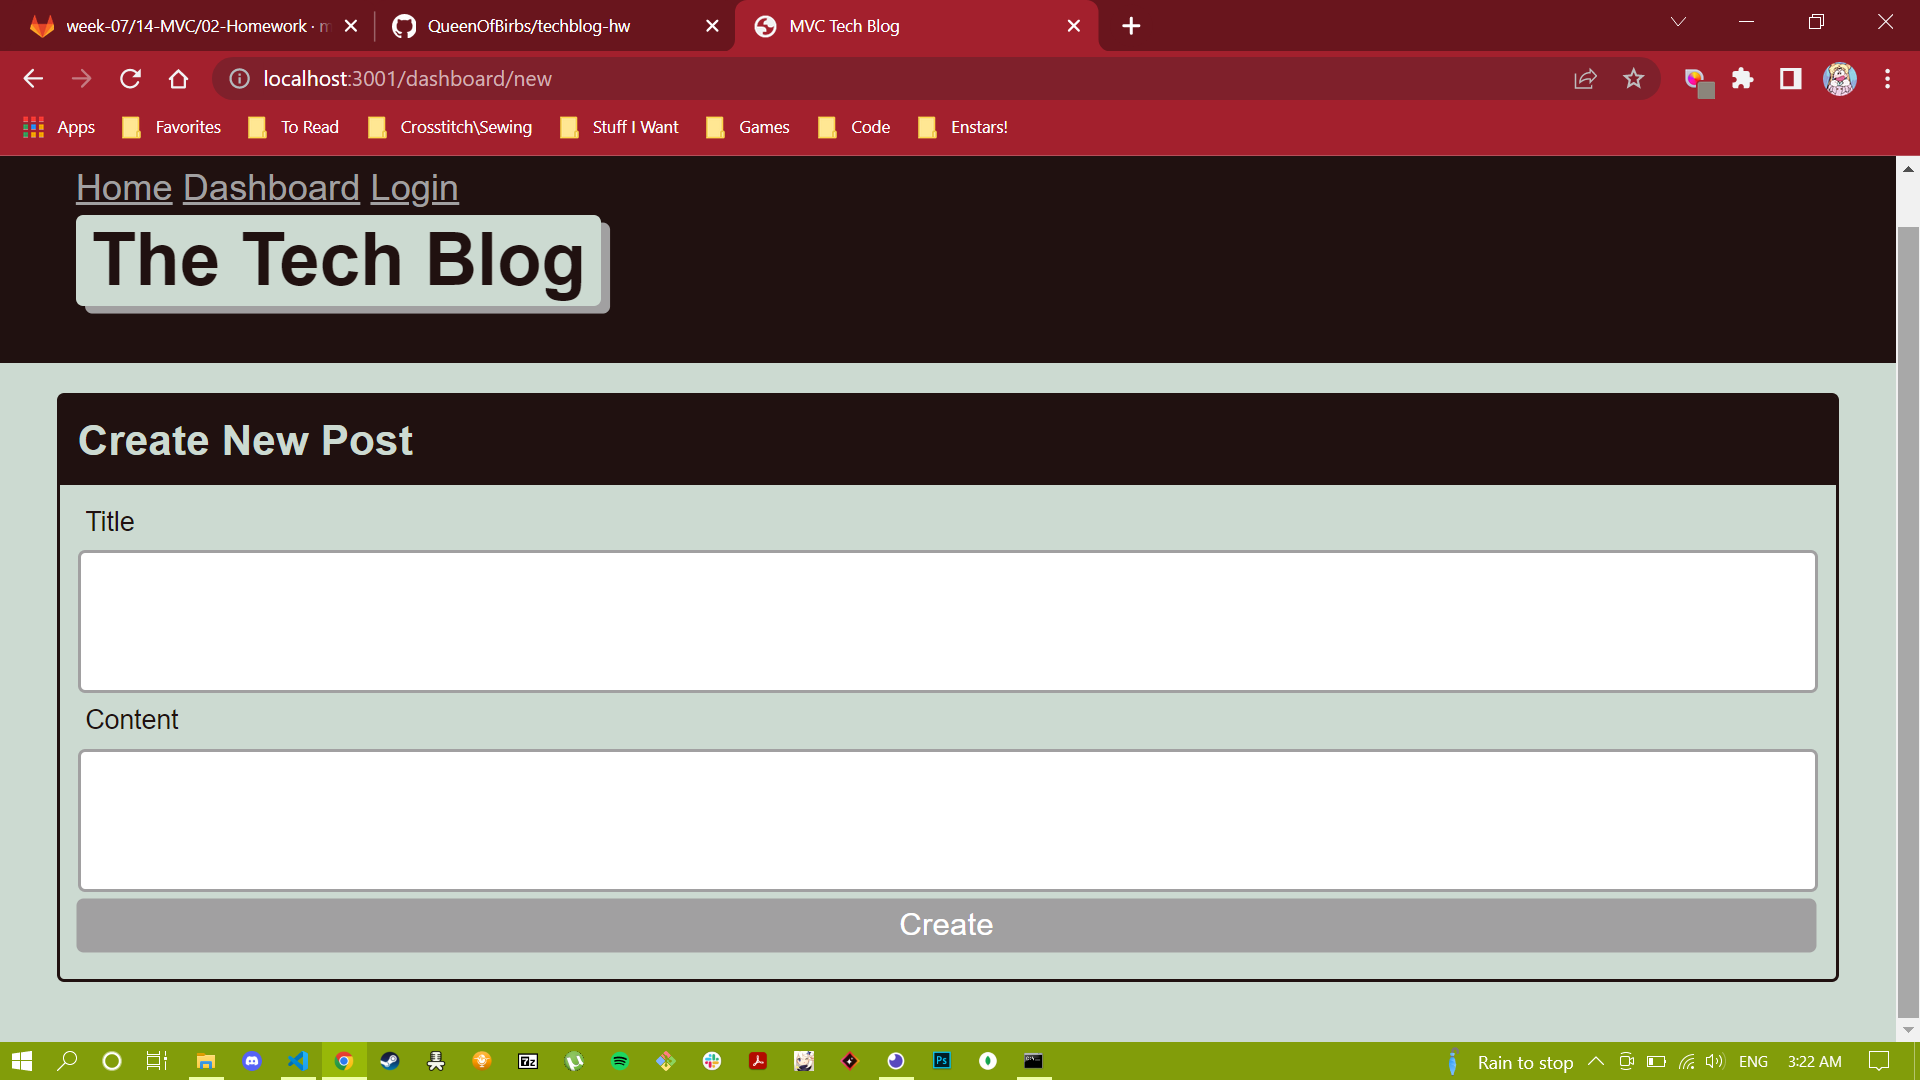 week-07/14-MVC/02-Homework · m
QueenOfBirbs/techblog-hw
MVC Tech Blog
localhost:3001/dashboard/new
Apps
Favorites
To Read
Crosstitch\Sewing
Stuff I Want
Games
Code
Enstars!
Home Dashboard Login
The Tech Blog
Create New Post
Title
Content
Create
7z
Ps
Rain to stop
ENG
3:22 AM